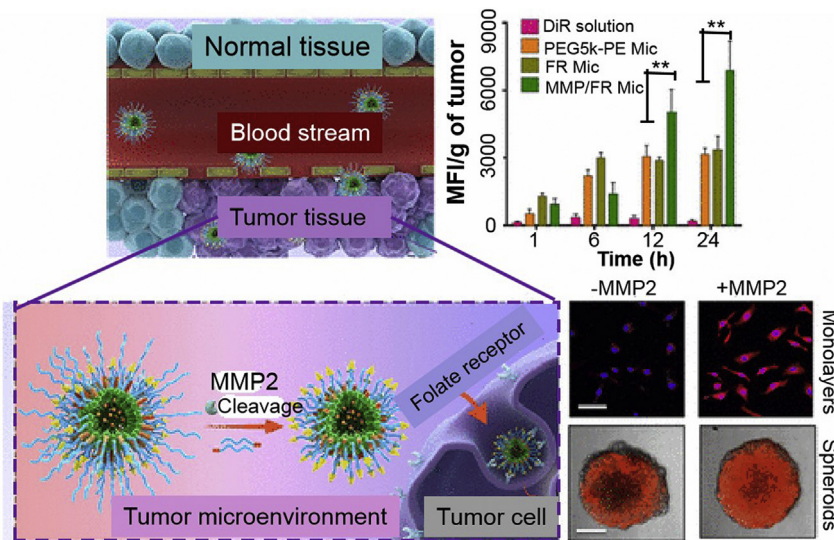 Normal tissue
Blood stream
Tumor tissue
MFI/g of tumor
9000
6000
3000
0
DiR solution
PEG5k-PE Mic
FR Mic
MMP/FR Mic
**
**
1
6
12
24
Time (h)
MMP2
Cleavage
Folate receptor
Tumor microenvironment
Tumor cell
-MMP2
+MMP2
Monolayers
Spheroids